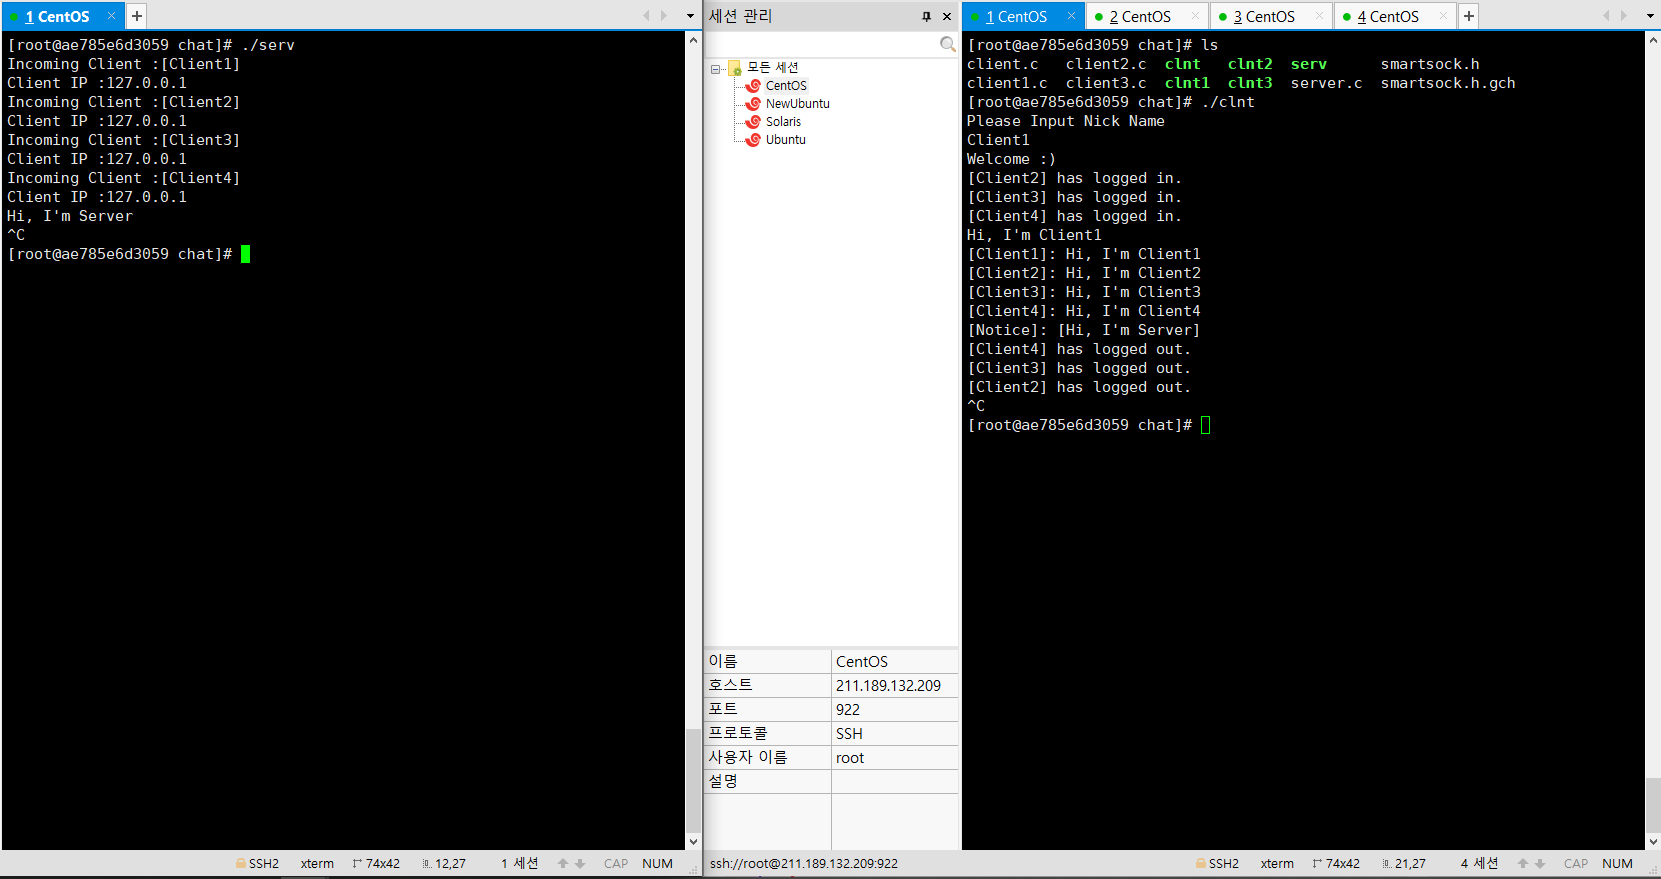 1 CentOS
[root@ae785e6d3059 chat]# ./serv
Incoming Client :[Client1]
Client IP :127.0.0.1
Incoming Client :[Client2]
Client IP :127.0.0.1
Incoming Client :[Client3]
Client IP :127.0.0.1
Incoming Client :[Client4]
Client IP :127.0.0.1
Hi, I'm Server
^C
[root@ae785e6d3059 chat]#
SSH2 xterm 74x42 12,27 1 세션 CAP NUM
세션 관리
모든 세션
CentOS
NewUbuntu
Solaris
Ubuntu
이름 CentOS
호스트 211.189.132.209
포트 922
프로토콜 SSH
사용자 이름 root
설명
ssh://root@211.189.132.209:922
1 CentOS 2 CentOS 3 CentOS 4 CentOS
[root@ae785e6d3059 chat]# ls
client.c client2.c clnt clnt2 serv smartsock.h
client1.c client3.c clnt1 clnt3 server.c smartsock.h.gch
[root@ae785e6d3059 chat]# ./clnt
Please Input Nick Name
Client1
Welcome :)
[Client2] has logged in.
[Client3] has logged in.
[Client4] has logged in.
Hi, I'm Client1
[Client1]: Hi, I'm Client1
[Client2]: Hi, I'm Client2
[Client3]: Hi, I'm Client3
[Client4]: Hi, I'm Client4
[Notice]: [Hi, I'm Server]
[Client4] has logged out.
[Client3] has logged out.
[Client2] has logged out.
^C
[root@ae785e6d3059 chat]#
SSH2 xterm 74x42 21,27 4 세션 CAP NUM